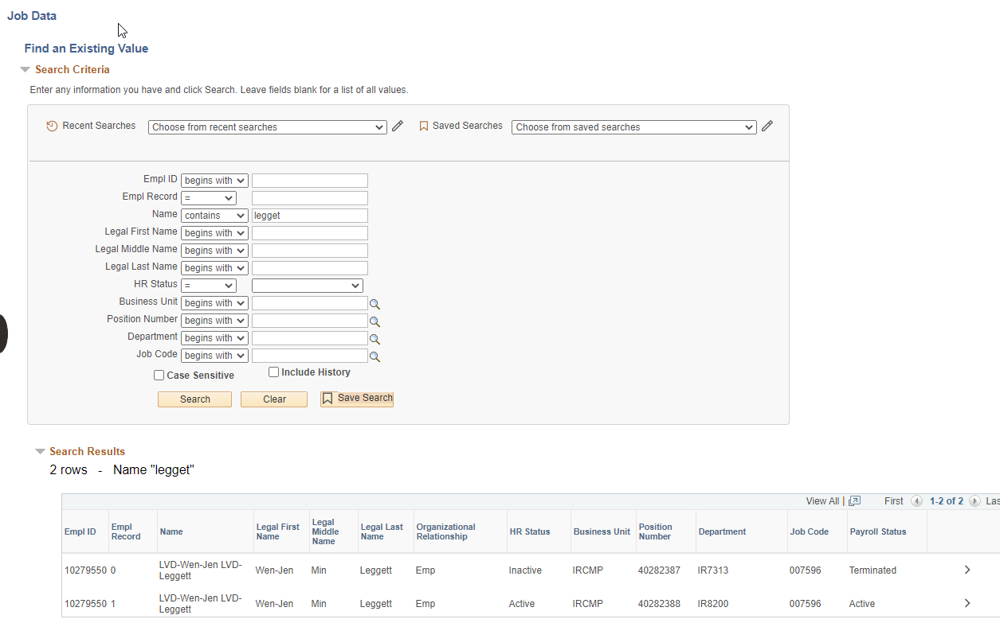 Job Data
Find an Existing Value
Search Criteria
Enter any information you have and click Search. Leave fields blank for a list of all values.
Recent Searches Choose from recent searches Saved Searches Choose from saved searches
Empl ID begins with
Empl Record =
Name contains legget
Legal First Name begins with
Legal Middle Name begins with
Legal Last Name begins with
HR Status =
Business Unit begins with
Position Number begins with
Department begins with
Job Code begins with
Case Sensitive Include History
Search Clear Save Search
Search Results
2 rows - Name "legget"
View All | First 1-2 of 2 Las
Empl ID Empl Record Name Legal First Name Legal Middle Name Legal Last Name Organizational Relationship HR Status Business Unit Position Number Department Job Code Payroll Status
10279550 0 LVD-Wen-Jen LVD-Leggett Wen-Jen Min Leggett Emp Inactive IRCMP 40282387 IR7313 007596 Terminated
10279550 1 LVD-Wen-Jen LVD-Leggett Wen-Jen Min Leggett Emp Active IRCMP 40282388 IR8200 007596 Active